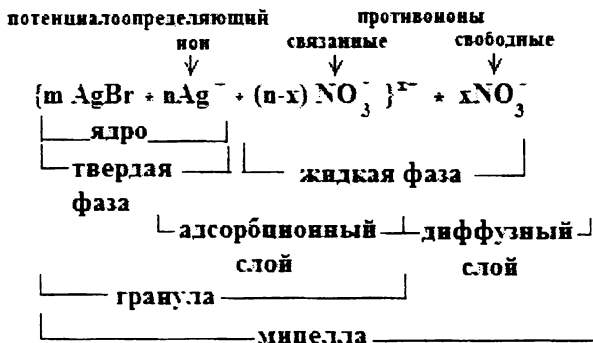 потенциалоопределяющий противоионы
ион связанные свободные
{m AgBr + nAg⁻ + (n-x) NO₃⁻ }ˣ⁻ * xNO₃⁻
ядро
твердая жидкая фаза
фаза
адсорбционный диффузный
слой слой
гранула
мицелла